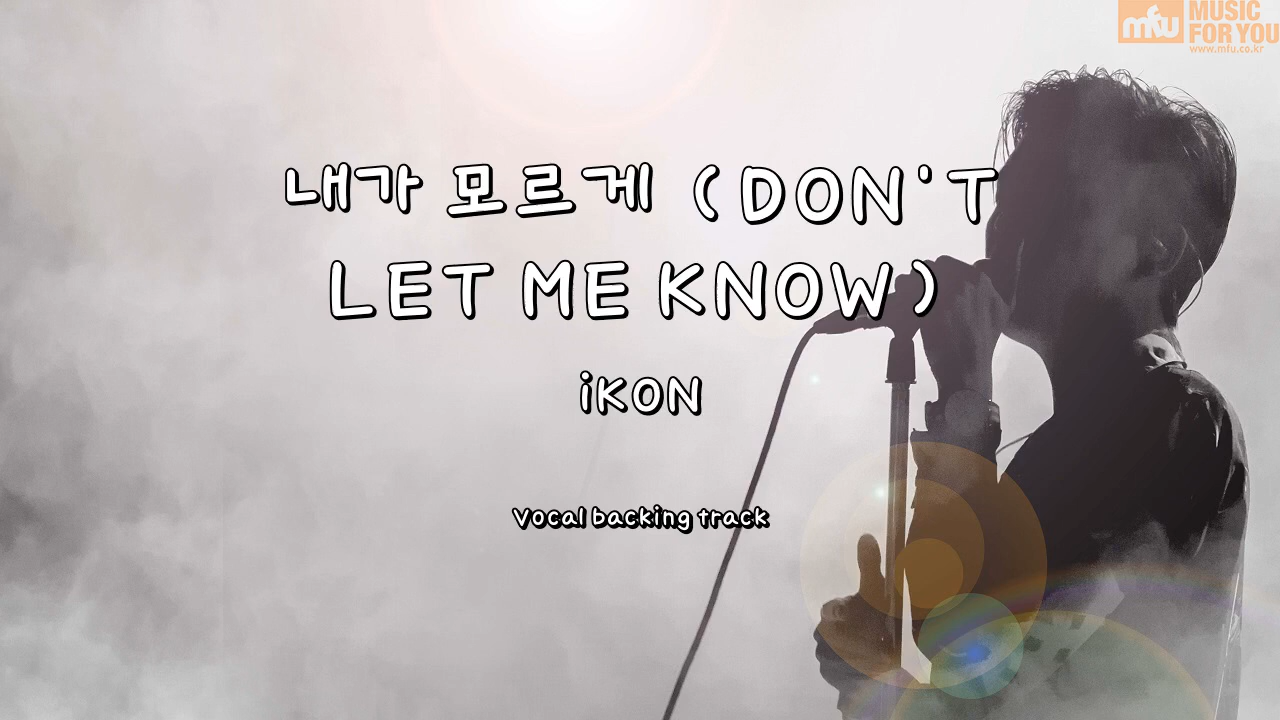 mfu MUSIC
FOR YOU
www.mfu.co.kr
내가 모르게 (DON'T
LET ME KNOW)
iKON
Vocal backing track